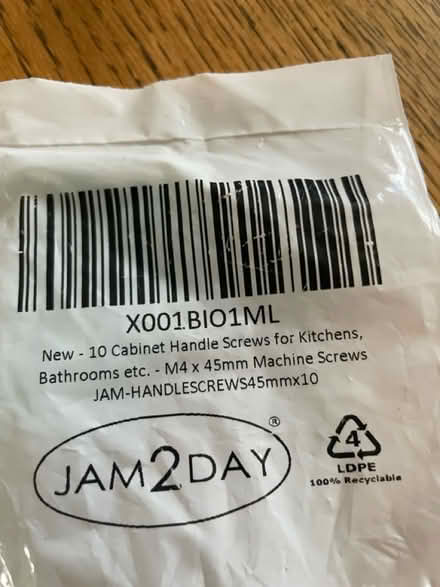 X001BIO1ML
New - 10 Cabinet Handle Screws for Kitchens,
Bathrooms etc. - M4 x 45mm Machine Screws
JAM-HANDLESCREWS45mmx10
JAM2DAY ®
4
LDPE
100% Recyclable